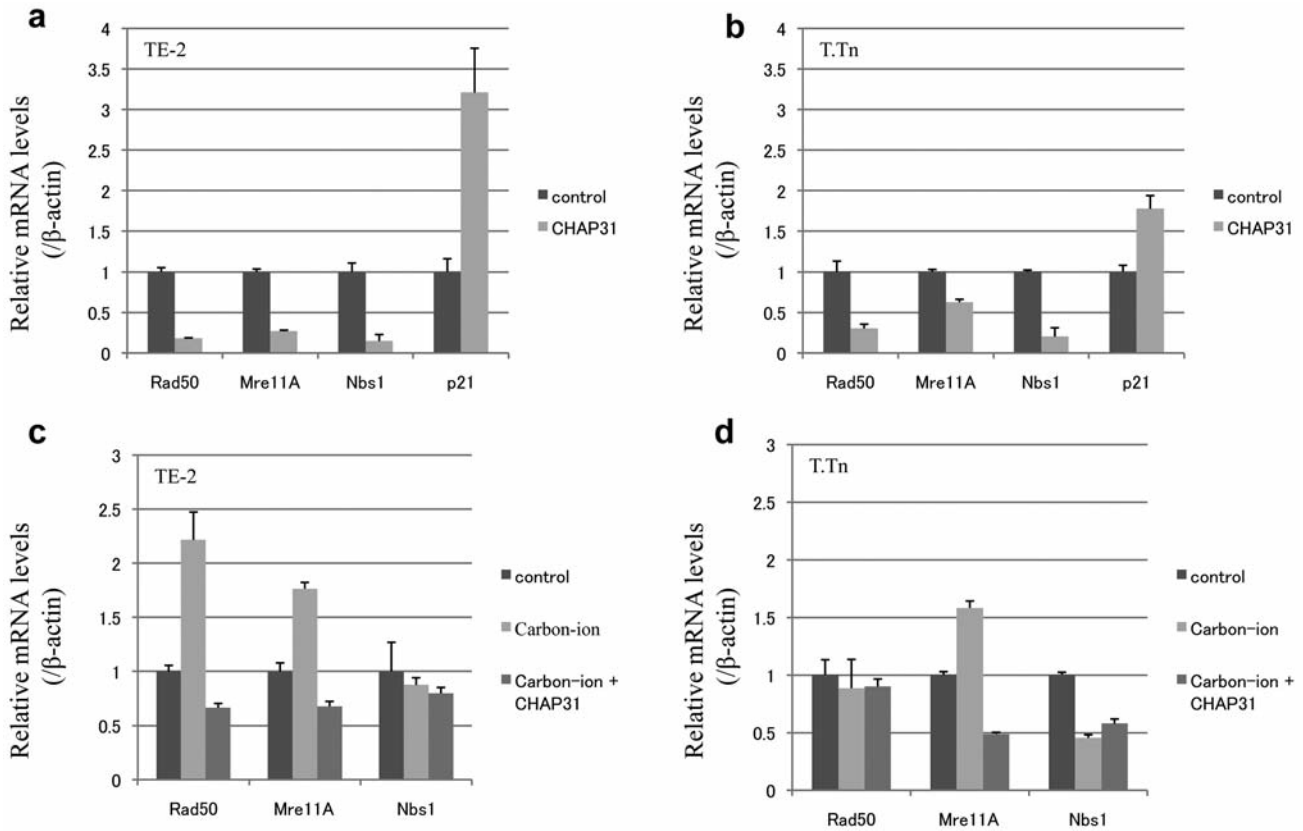 a
TE-2
Relative mRNA levels
(/β-actin)
4
3.5
3
2.5
2
1.5
1
0.5
0
Rad50 Mre11A Nbs1 p21
control
CHAP31
b
T.Tn
Relative mRNA levels
(/β-actin)
4
3.5
3
2.5
2
1.5
1
0.5
0
Rad50 Mre11A Nbs1 p21
control
CHAP31
c
TE-2
Relative mRNA levels
(/β-actin)
3
2.5
2
1.5
1
0.5
0
Rad50 Mre11A Nbs1
control
Carbon-ion
Carbon-ion +
CHAP31
d
T.Tn
Relative mRNA levels
(/β-actin)
3
2.5
2
1.5
1
0.5
0
Rad50 Mre11A Nbs1
control
Carbon-ion
Carbon-ion +
CHAP31